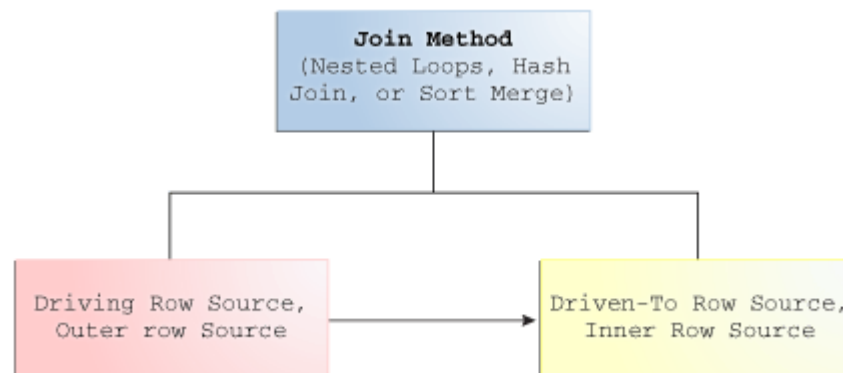 Join Method
(Nested Loops, Hash
Join, or Sort Merge)
Driving Row Source,
Outer row Source
Driven-To Row Source,
Inner Row Source